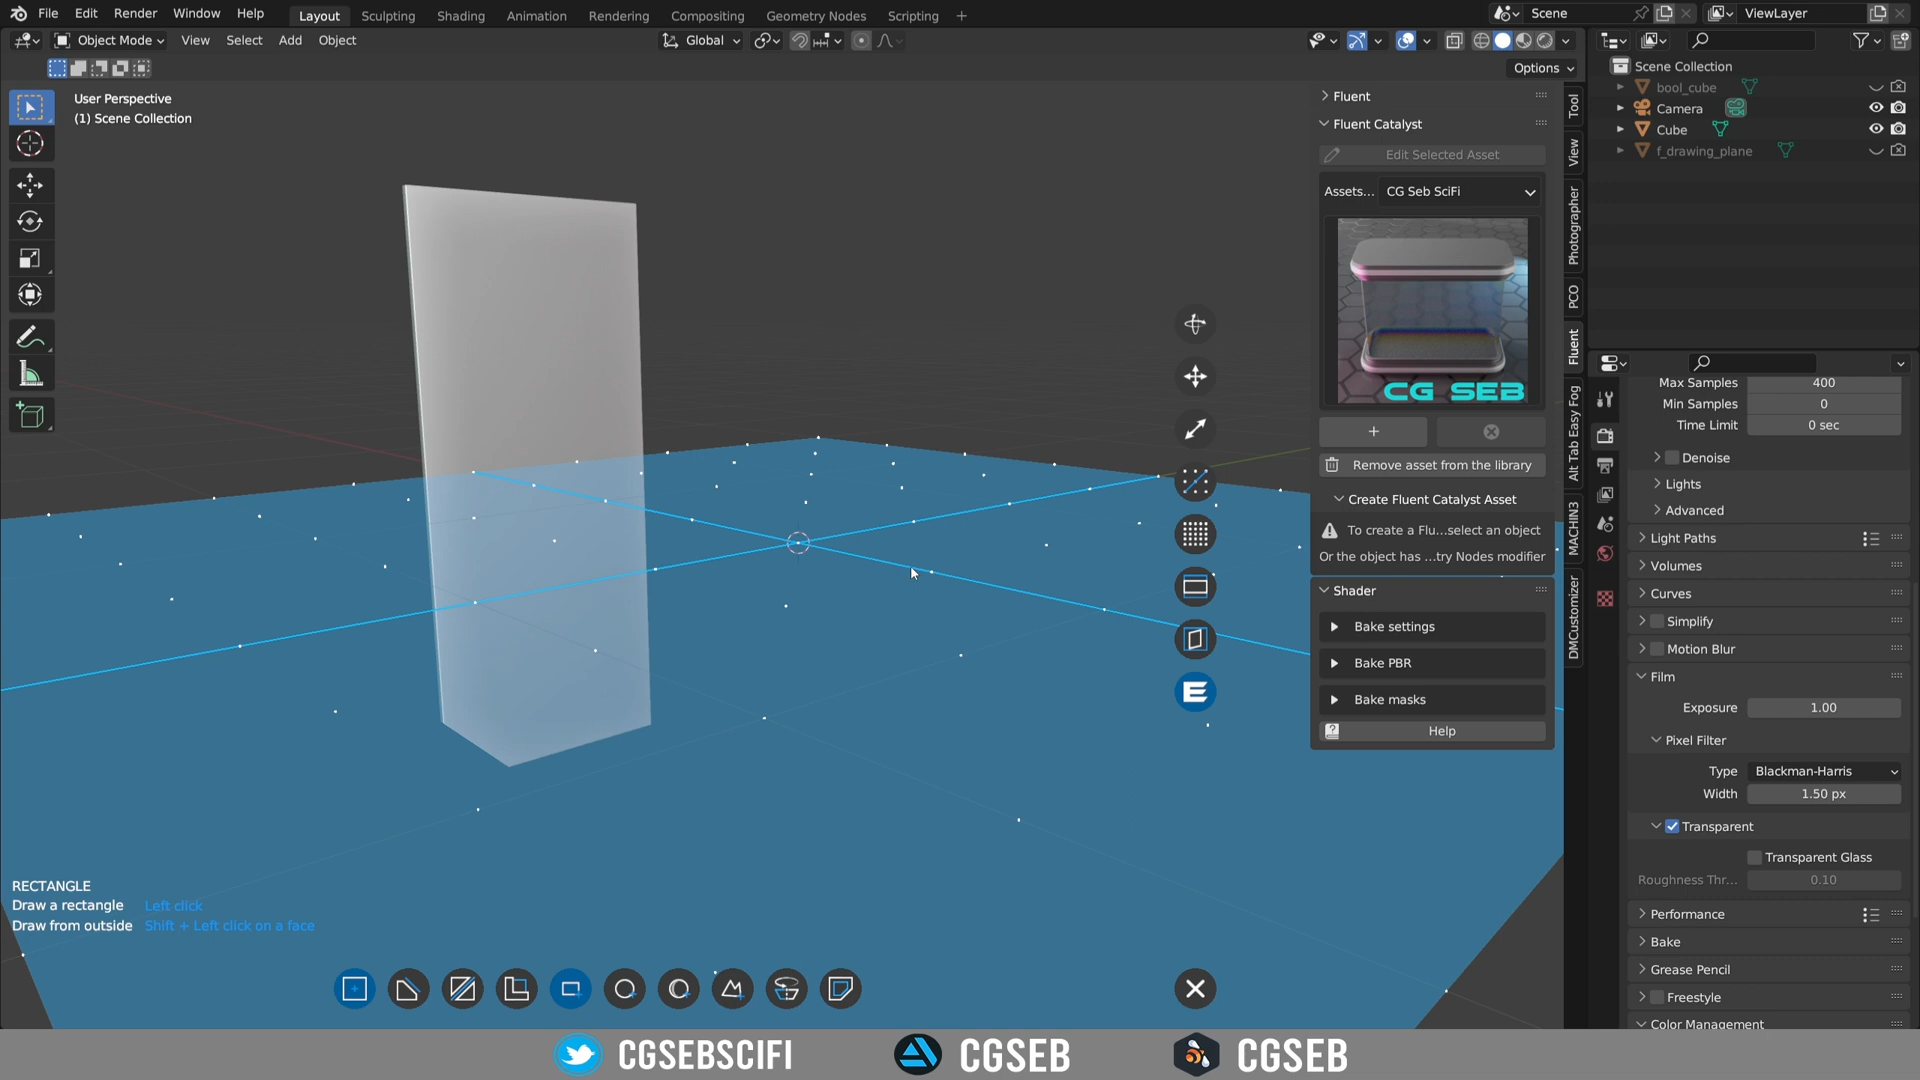 File Edit Render Window Help
Layout Sculpting Shading Animation Rendering Compositing Geometry Nodes Scripting +
Scene
ViewLayer
Object Mode View Select Add Object
Global
Options
User Perspective
(1) Scene Collection
RECTANGLE
Draw a rectangle Left click
Draw from outside Shift + Left click on a face
Fluent
Fluent Catalyst
Edit Selected Asset
Assets... CG Seb SciFi
CG SEB
+
Remove asset from the library
Create Fluent Catalyst Asset
To create a Flu...select an object
Or the object has ...try Nodes modifier
Shader
Bake settings
Bake PBR
Bake masks
Help
Tool
View
Photographer
PCO
Fluent
Alt Tab Easy Fog
MACHIN3
DMCustomizer
Scene Collection
bool_cube
Camera
Cube
f_drawing_plane
Max Samples 400
Min Samples 0
Time Limit 0 sec
Denoise
Lights
Advanced
Light Paths
Volumes
Curves
Simplify
Motion Blur
Film
Exposure 1.00
Pixel Filter
Type Blackman-Harris
Width 1.50 px
Transparent
Transparent Glass
Roughness Thr... 0.10
Performance
Bake
Grease Pencil
Freestyle
Color Management
CGSEBSCIFI CGSEB CGSEB